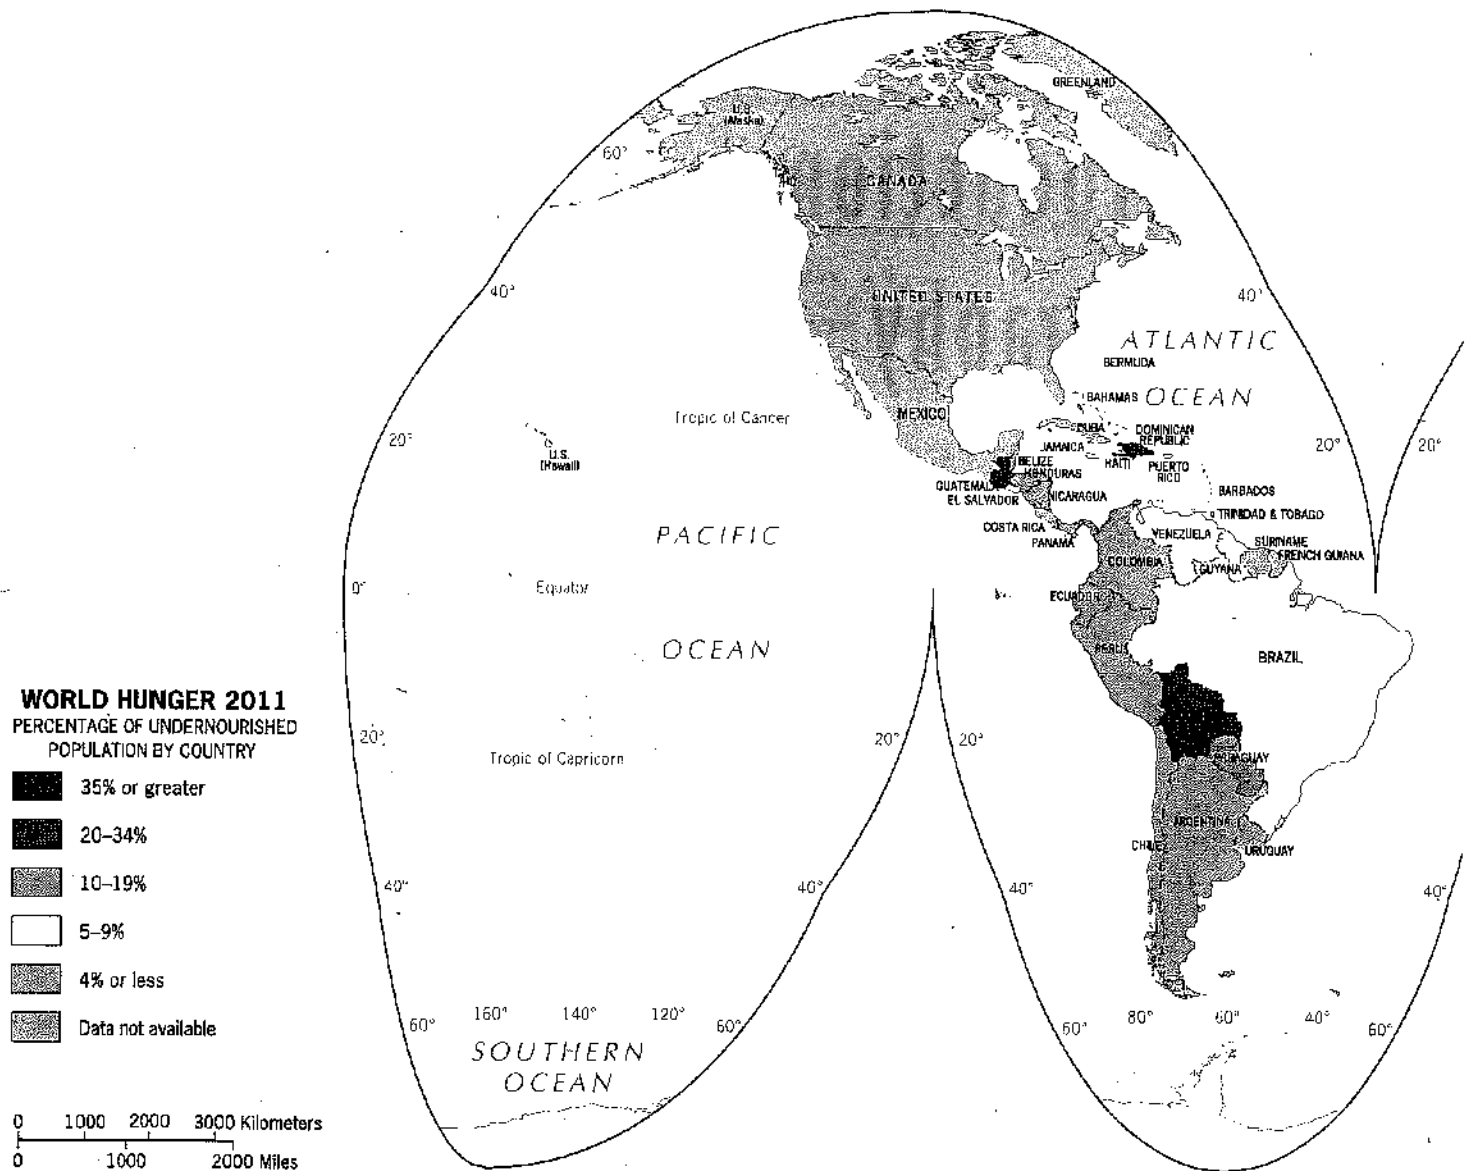 GREENLAND
U.S.
(Alaska)
60°
CANADA
40°
UNITED STATES
40°
ATLANTIC
OCEAN
BERMUDA
BAHAMAS
MEXICO
Tropic of Cancer
CUBA
DOMINICAN
REPUBLIC
20°
20°
20°
U.S.
(Hawaii)
JAMAICA
HAITI
PUERTO
RICO
BELIZE
HONDURAS
GUATEMALA
EL SALVADOR
NICARAGUA
BARBADOS
TRINIDAD & TOBAGO
COSTA RICA
PANAMA
VENEZUELA
SURINAME
FRENCH GUIANA
GUYANA
COLOMBIA
PACIFIC
OCEAN
0°
Equator
ECUADOR
PERU
BRAZIL
20°
Tropic of Capricorn
20°
20°
PARAGUAY
ARGENTINA
CHILE
URUGUAY
40°
40°
40°
40°
60°
160°
140°
120°
60°
60°
80°
60°
40°
60°
SOUTHERN
OCEAN
WORLD HUNGER 2011
PERCENTAGE OF UNDERNOURISHED
POPULATION BY COUNTRY
35% or greater
20–34%
10–19%
5–9%
4% or less
Data not available
0 1000 2000 3000 Kilometers
0 1000 2000 Miles